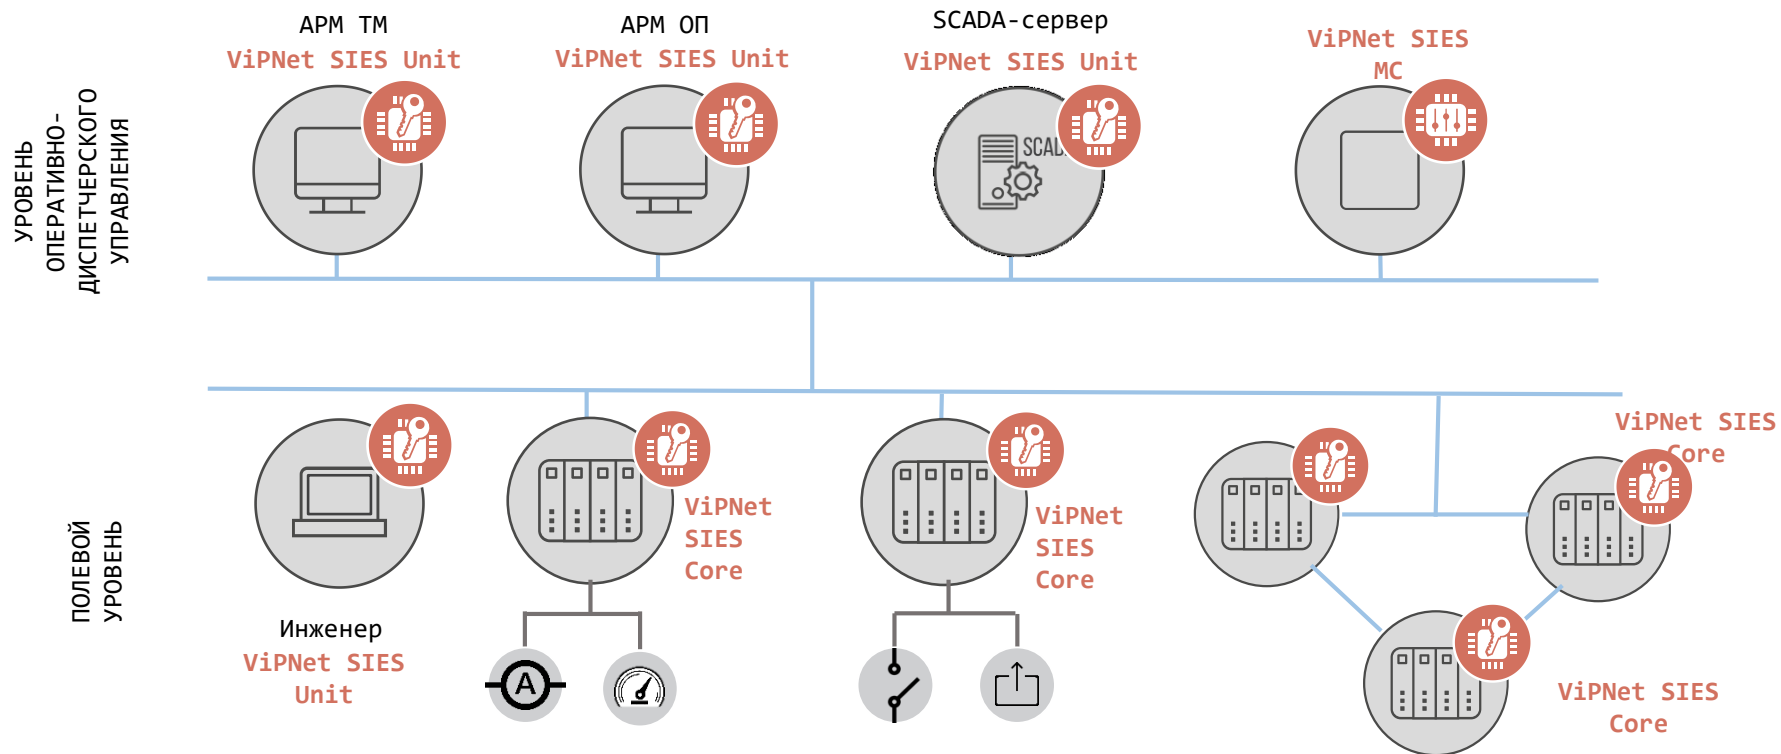 АРМ ТМ
ViPNet SIES Unit
АРМ ОП
ViPNet SIES Unit
SCADA-сервер
ViPNet SIES Unit
ViPNet SIES
MC
УРОВЕНЬ
ОПЕРАТИВНО-
ДИСПЕТЧЕРСКОГО
УПРАВЛЕНИЯ
SCADA
ПОЛЕВОЙ
УРОВЕНЬ
Инженер
ViPNet SIES
Unit
ViPNet
SIES
Core
A
ViPNet
SIES
Core
ViPNet SIES
Core
ViPNet SIES
Core